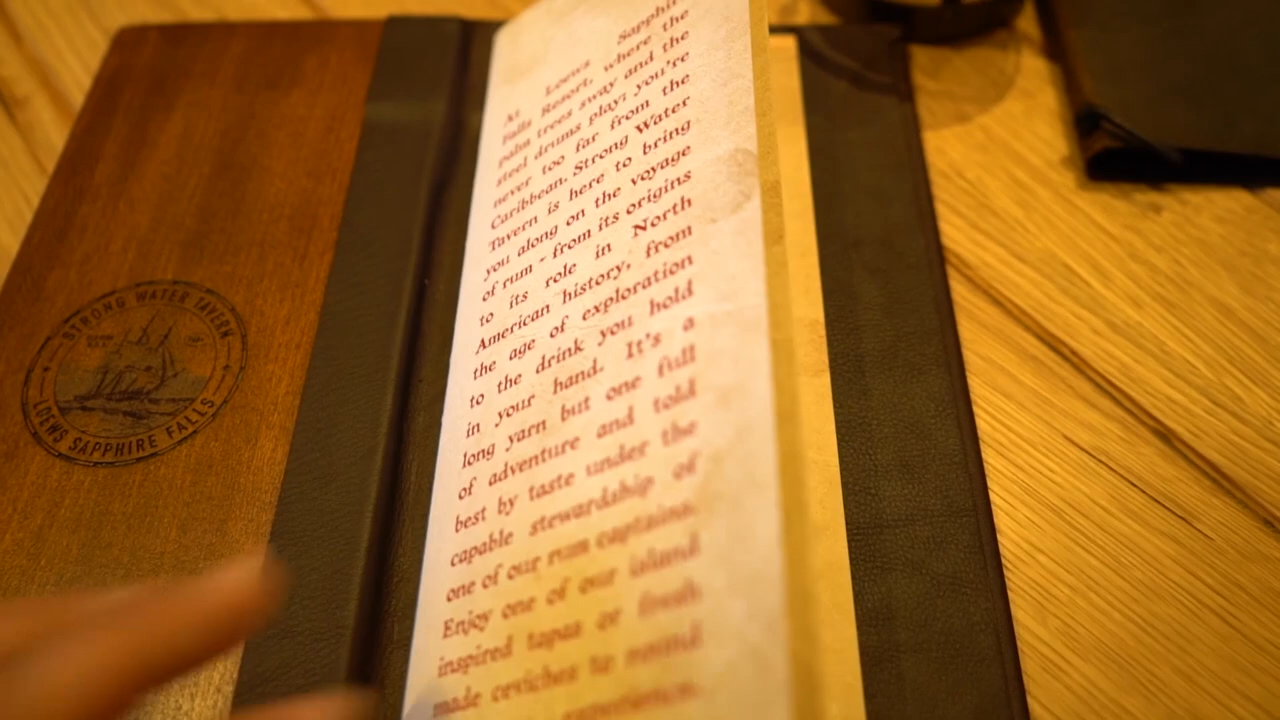 STRONG WATER TAVERN
LOEWS SAPPHIRE FALLS
At Loews Sapphire
Falls Resort, where the
palm trees sway and the
steel drums play; you're
never too far from the
Caribbean. Strong Water
Tavern is here to bring
you along on the voyage
of rum - from its origins
to its role in North
American history, from
the age of exploration
to the drink you hold
in your hand. It's a
long yarn but one full
of adventure and told
best by taste under the
capable stewardship of
one of our rum captains.
Enjoy one of our island
inspired tapas or fresh
made ceviches to round
experience.